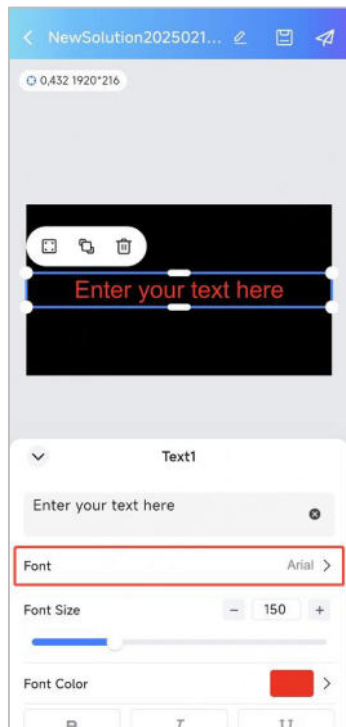 NewSolution2025021...
0,432 1920*216
Enter your text here
Text1
Enter your text here
Font Arial
Font Size - 150 +
Font Color
B I U